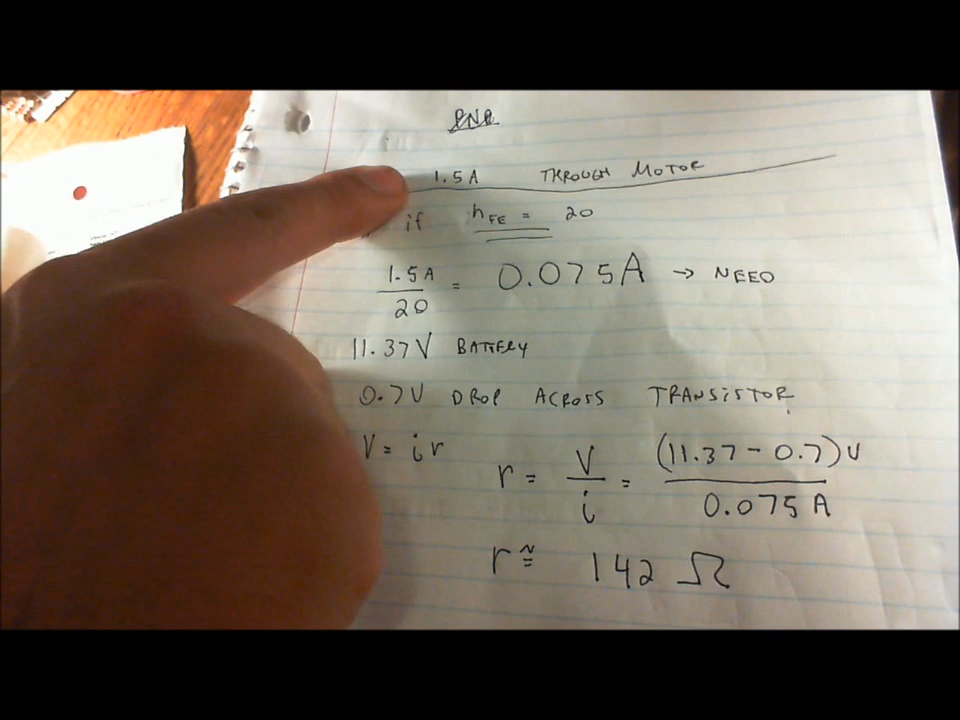 PNP
1.5A THROUGH MOTOR
if hFE = 20
1.5A / 20 = 0.075A → NEED
11.37V BATTERY
0.7V DROP ACROSS TRANSISTOR
V = ir
r = V / i = (11.37 - 0.7)V / 0.075A
r ≅ 142 Ω